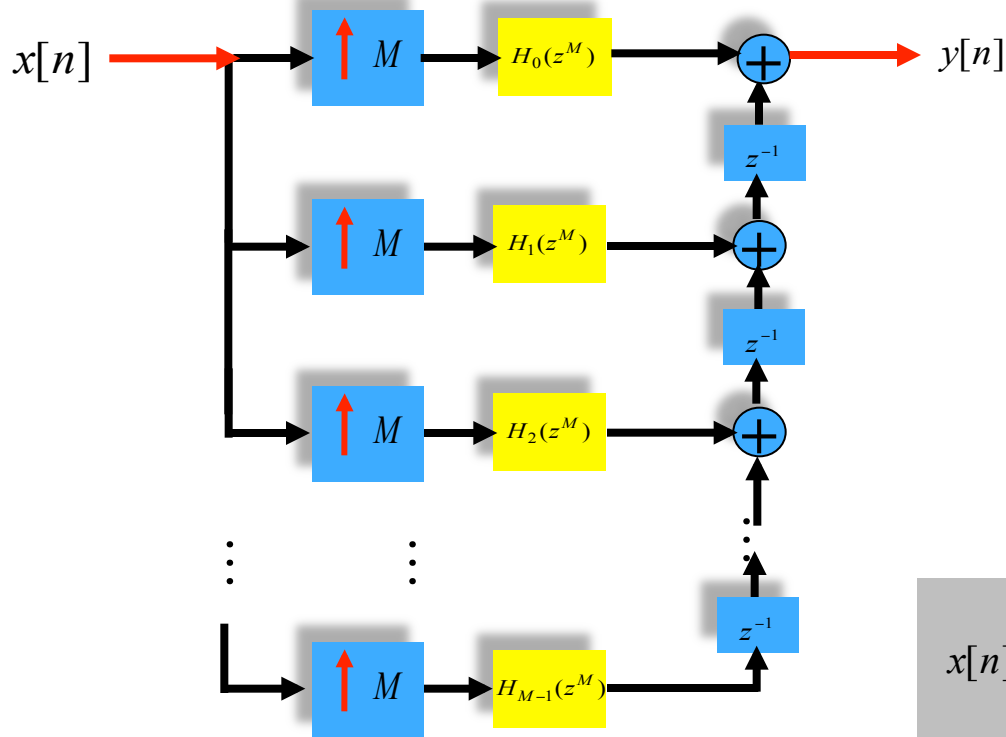 x[n] M H₀(z^M) + y[n]
z⁻¹
M H₁(z^M) +
z⁻¹
M H₂(z^M) +
⋮ ⋮ ⋮
z⁻¹
M H_{M−1}(z^M)
x[n]